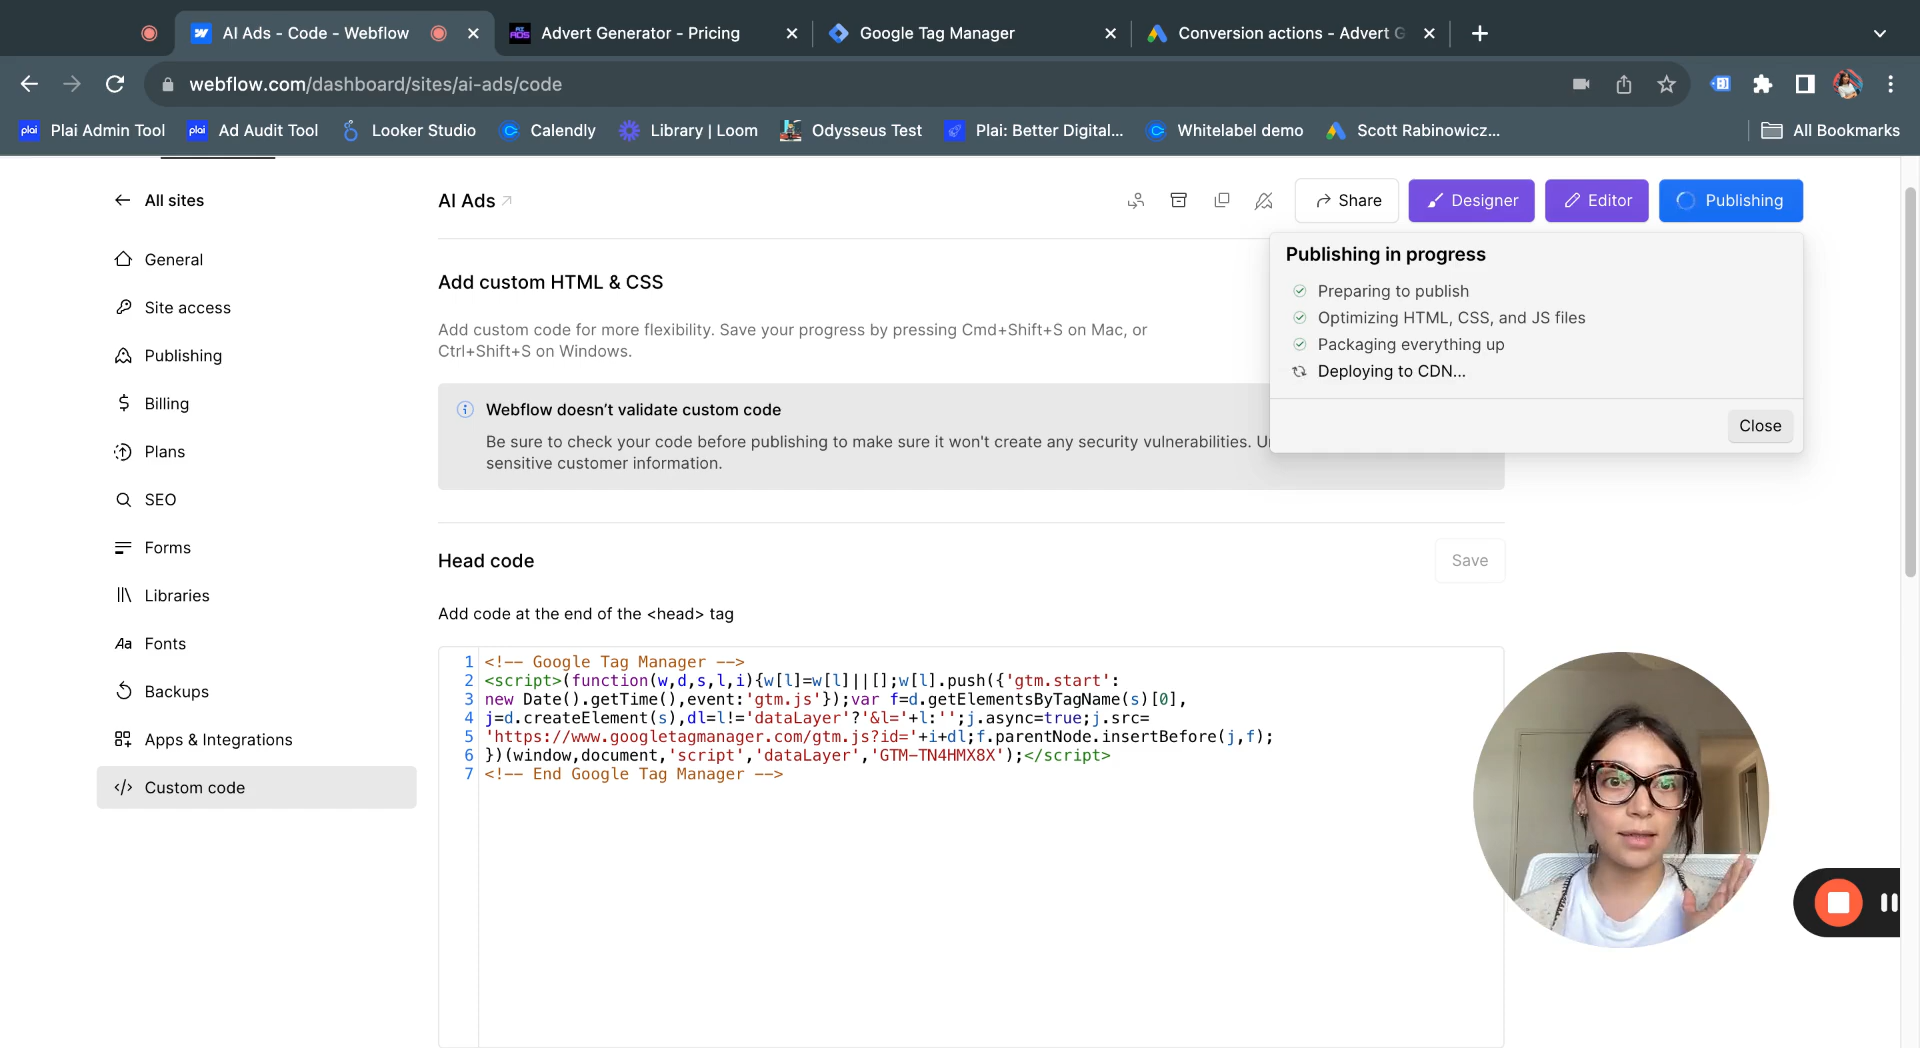 AI Ads - Code - Webflow
Advert Generator - Pricing
Google Tag Manager
Conversion actions - Advert G
webflow.com/dashboard/sites/ai-ads/code
plai Plai Admin Tool
plai Ad Audit Tool
Looker Studio
Calendly
Library | Loom
Odysseus Test
Plai: Better Digital...
Whitelabel demo
Scott Rabinowicz...
All Bookmarks
All sites
AI Ads
Share
Designer
Editor
Publishing
General
Site access
Publishing
Billing
Plans
SEO
Forms
Libraries
Aa Fonts
Backups
Apps & Integrations
</> Custom code
Add custom HTML & CSS
Add custom code for more flexibility. Save your progress by pressing Cmd+Shift+S on Mac, or
Ctrl+Shift+S on Windows.
Webflow doesn’t validate custom code
Be sure to check your code before publishing to make sure it won't create any security vulnerabilities. U
sensitive customer information.
Publishing in progress
Preparing to publish
Optimizing HTML, CSS, and JS files
Packaging everything up
Deploying to CDN...
Close
Head code
Save
Add code at the end of the <head> tag
1 <!-- Google Tag Manager -->
2 <script>(function(w,d,s,l,i){w[l]=w[l]||[];w[l].push({'gtm.start':
3 new Date().getTime(),event:'gtm.js'});var f=d.getElementsByTagName(s)[0],
4 j=d.createElement(s),dl=l!='dataLayer'?'&l='+l:'';j.async=true;j.src=
5 'https://www.googletagmanager.com/gtm.js?id='+i+dl;f.parentNode.insertBefore(j,f);
6 })(window,document,'script','dataLayer','GTM-TN4HMX8X');</script>
7 <!-- End Google Tag Manager -->